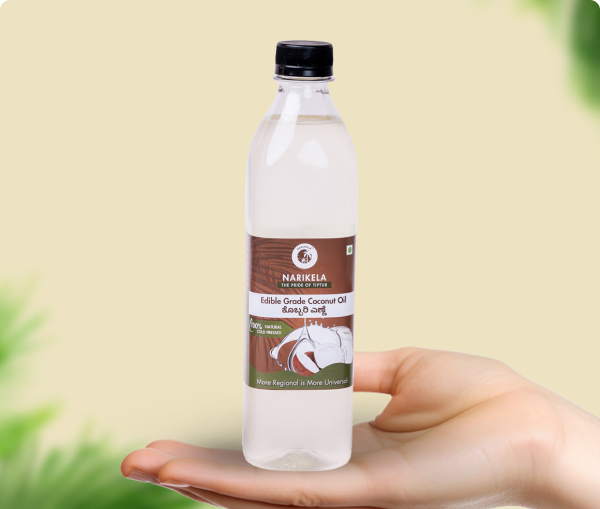 NARIKELA
NARIKELA
THE PRIDE OF TIPTUR
Edible Grade Coconut Oil
ಕೊಬ್ಬರಿ ಎಣ್ಣೆ
100% NATURAL
COLD PRESSED
More Regional is More Universal